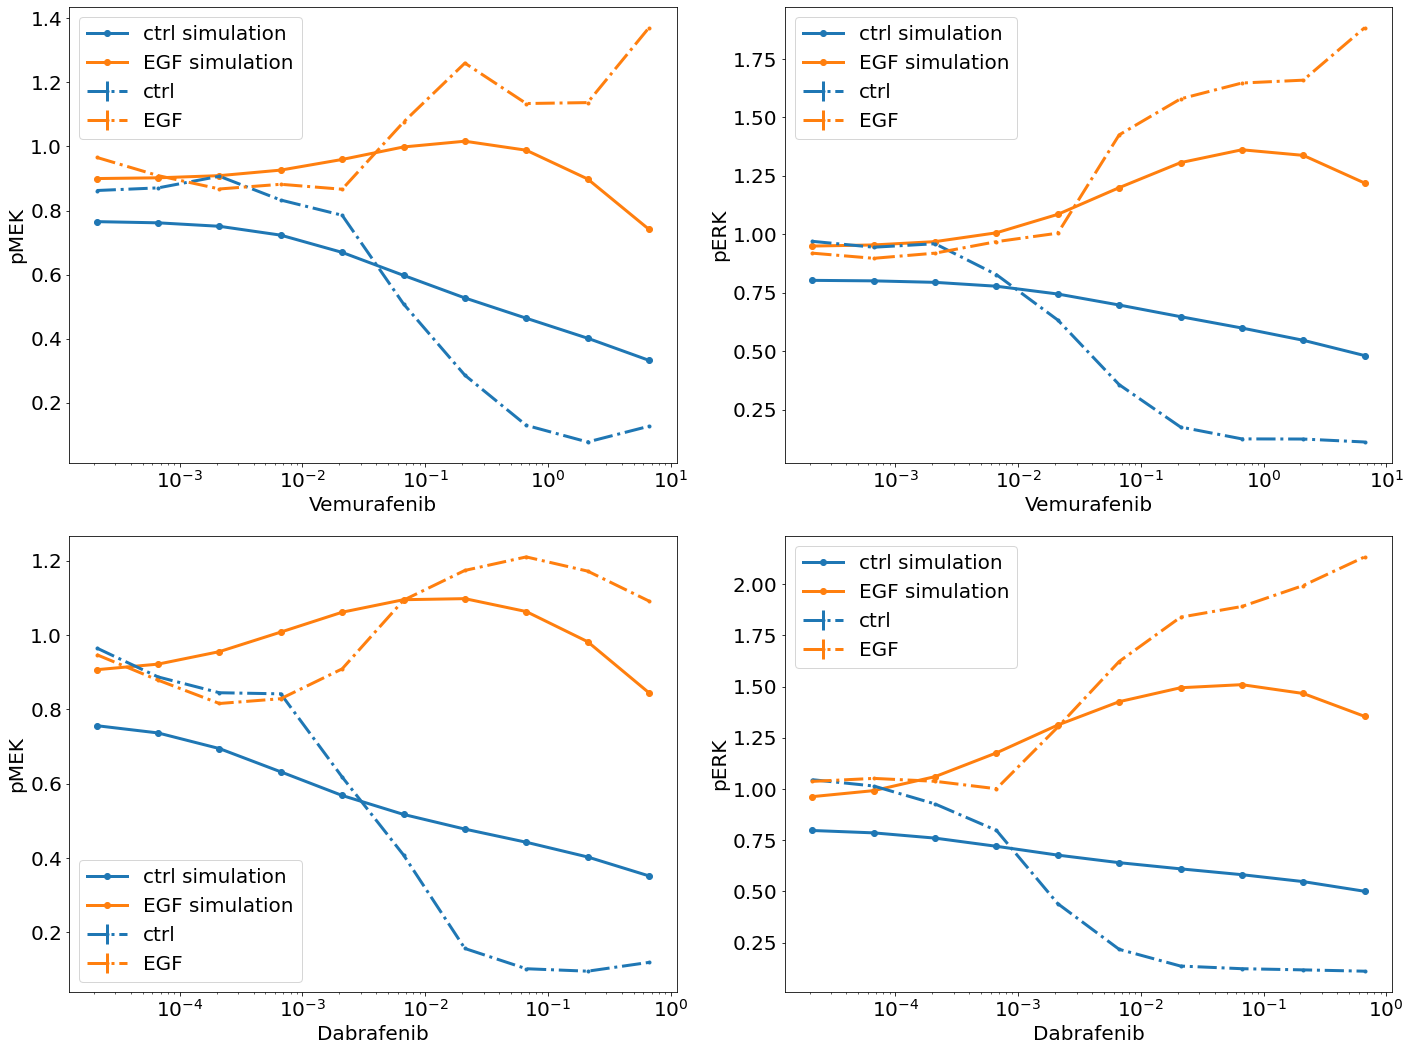 1.4
1.2
1.0
0.8
0.6
0.4
0.2
pMEK
ctrl simulation
EGF simulation
ctrl
EGF
10⁻³
10⁻²
10⁻¹
10⁰
10¹
Vemurafenib
1.75
1.50
1.25
1.00
0.75
0.50
0.25
pERK
ctrl simulation
EGF simulation
ctrl
EGF
10⁻³
10⁻²
10⁻¹
10⁰
10¹
Vemurafenib
1.2
1.0
0.8
0.6
0.4
0.2
pMEK
ctrl simulation
EGF simulation
ctrl
EGF
10⁻⁴
10⁻³
10⁻²
10⁻¹
10⁰
Dabrafenib
2.00
1.75
1.50
1.25
1.00
0.75
0.50
0.25
pERK
ctrl simulation
EGF simulation
ctrl
EGF
10⁻⁴
10⁻³
10⁻²
10⁻¹
10⁰
Dabrafenib